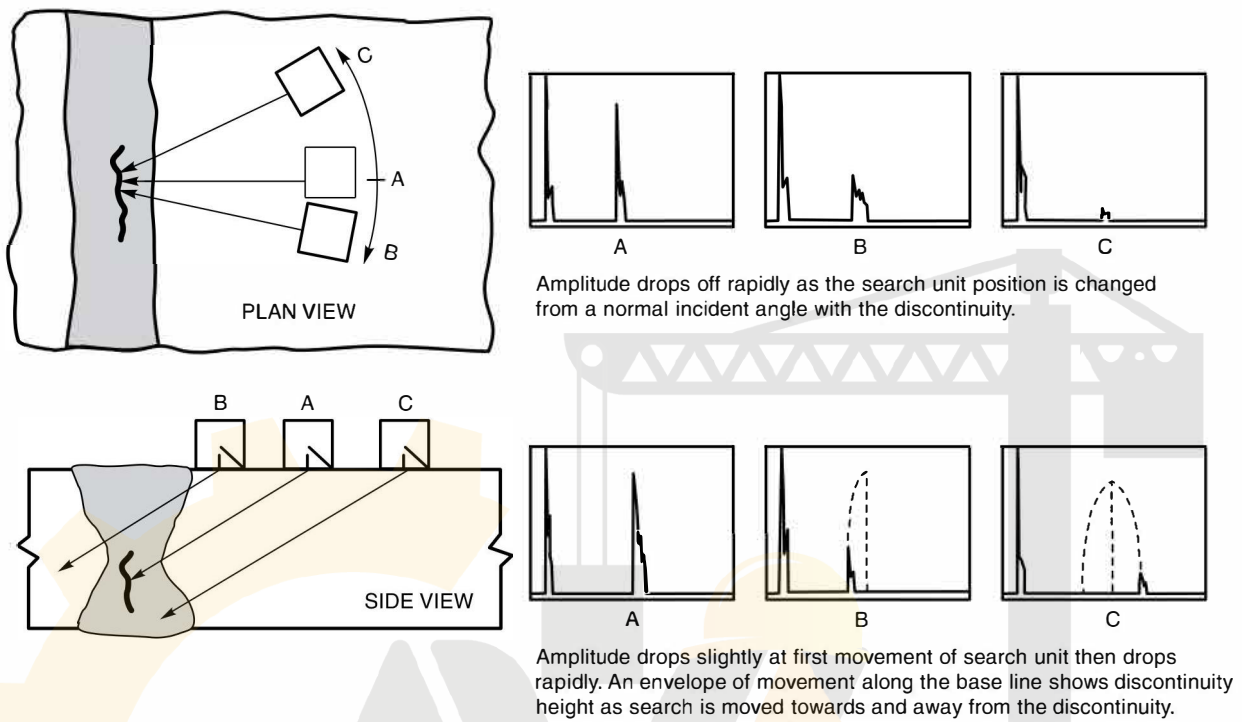 C
A
B
PLAN VIEW
A
B
C
Amplitude drops off rapidly as the search unit position is changed
from a normal incident angle with the discontinuity.
B
A
C
SIDE VIEW
A
B
C
Amplitude drops slightly at first movement of search unit then drops
rapidly. An envelope of movement along the base line shows discontinuity
height as search is moved towards and away from the discontinuity.